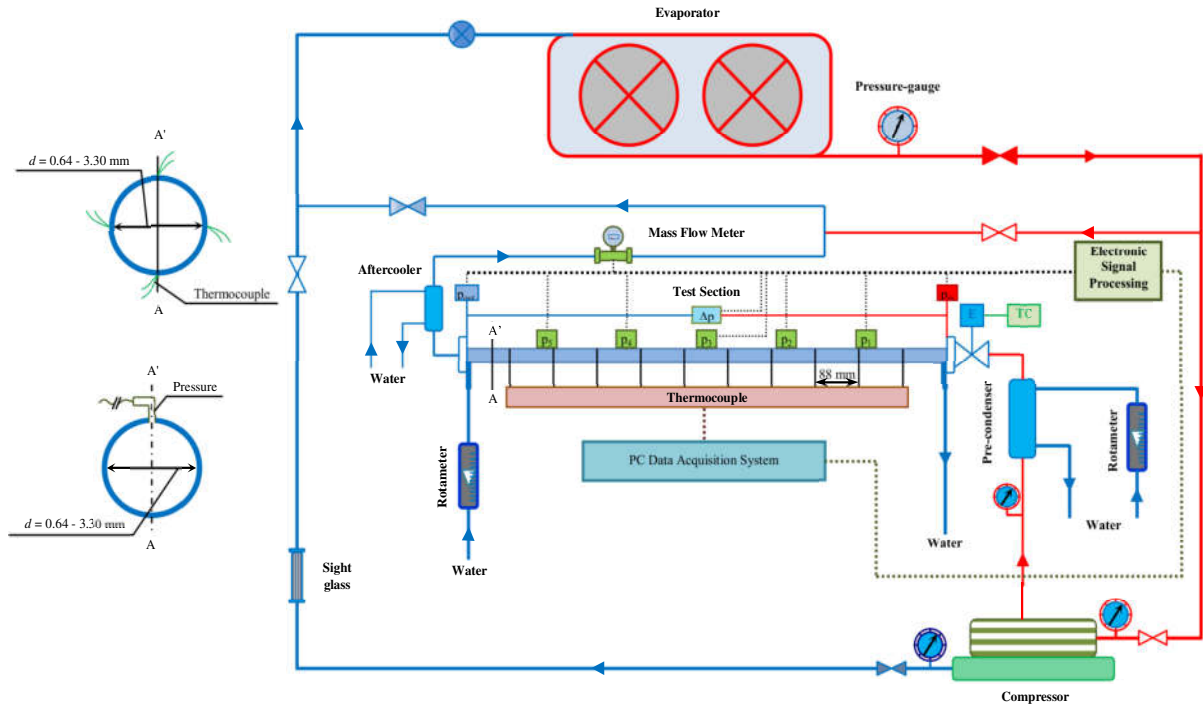 Evaporator
Pressure-gauge
A'
d = 0.64 - 3.30 mm
Thermocouple
A
Mass Flow Meter
Aftercooler
Electronic
Signal
Processing
Test Section
Δp
E
TC
A'
p5
p4
p3
p2
p1
88 mm
A
Thermocouple
Water
Pre-condenser
Rotameter
A'
Pressure
d = 0.64 - 3.30 mm
A
PC Data Acquisition System
Rotameter
Water
Water
Water
Sight
glass
Compressor